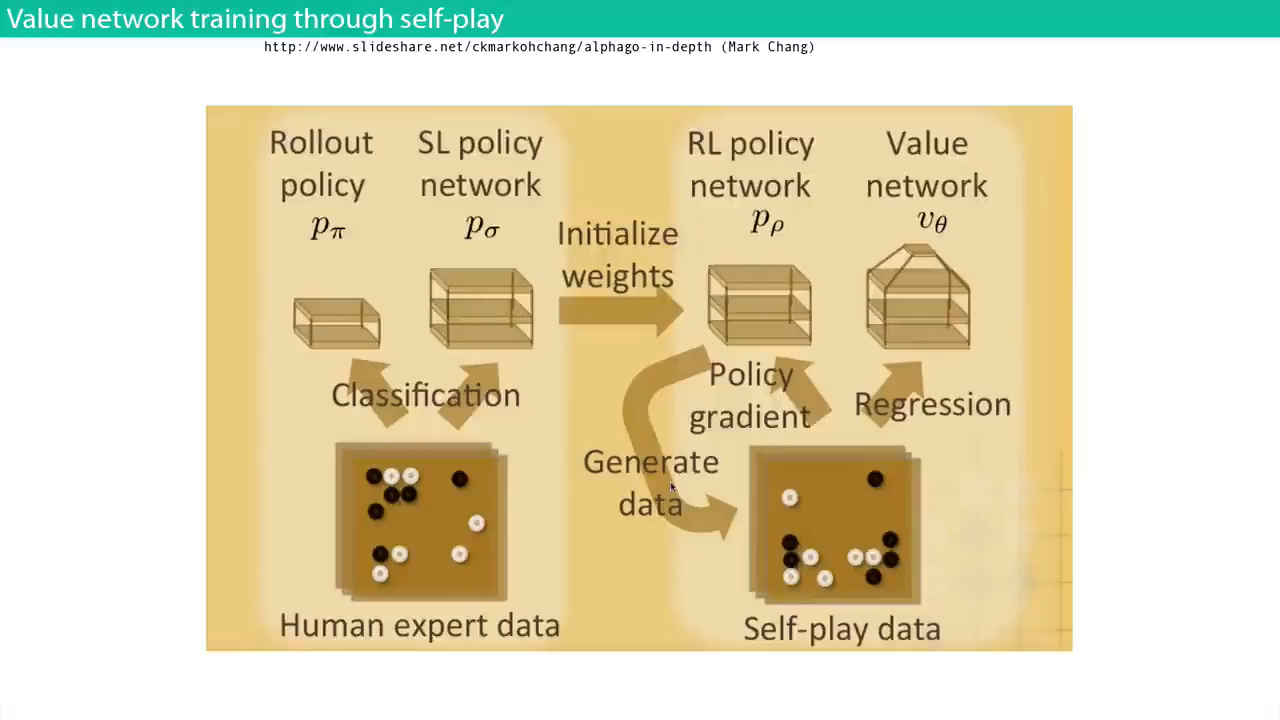 Value network training through self-play
http://www.slideshare.net/ckmarkohchang/alphago-in-depth (Mark Chang)
Rollout
policy
pπ
SL policy
network
pσ
Initialize
weights
RL policy
network
pρ
Value
network
vθ
Classification
Policy
gradient
Regression
Generate
data
Human expert data
Self-play data